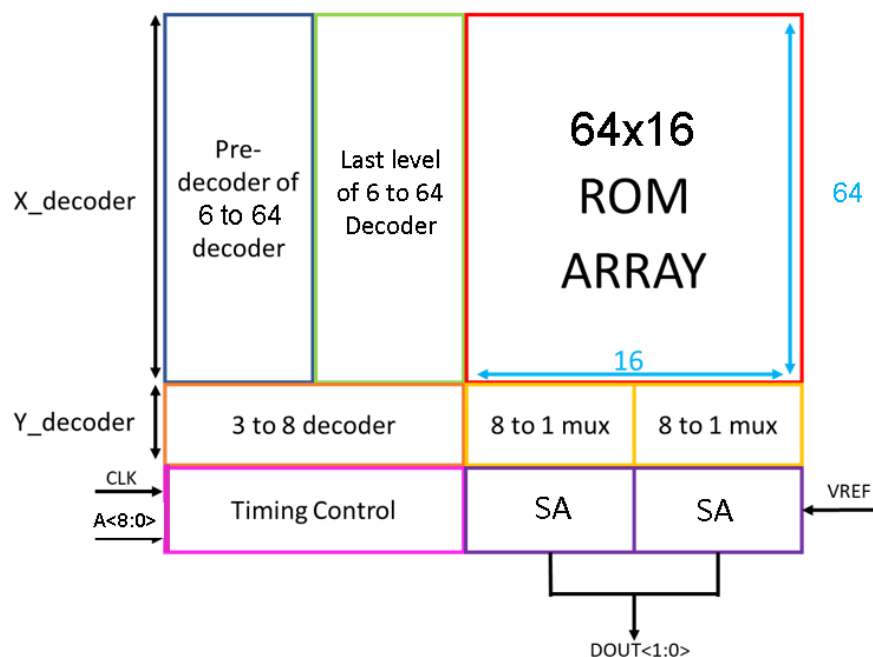 X_decoder
Pre-
decoder of
6 to 64
decoder
Last level
of 6 to 64
Decoder
64x16
ROM
ARRAY
64
16
Y_decoder
3 to 8 decoder
8 to 1 mux
8 to 1 mux
CLK
A<8:0>
Timing Control
SA
SA
VREF
DOUT<1:0>